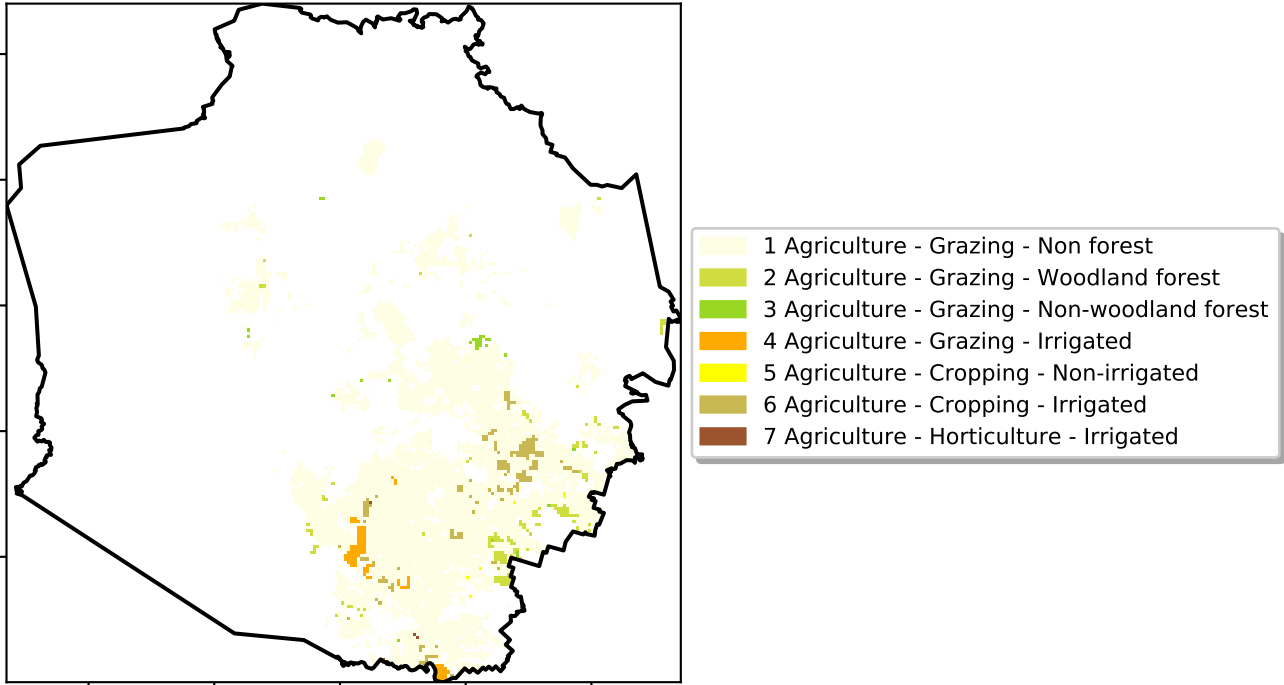 1 Agriculture - Grazing - Non forest
2 Agriculture - Grazing - Woodland forest
3 Agriculture - Grazing - Non-woodland forest
4 Agriculture - Grazing - Irrigated
5 Agriculture - Cropping - Non-irrigated
6 Agriculture - Cropping - Irrigated
7 Agriculture - Horticulture - Irrigated